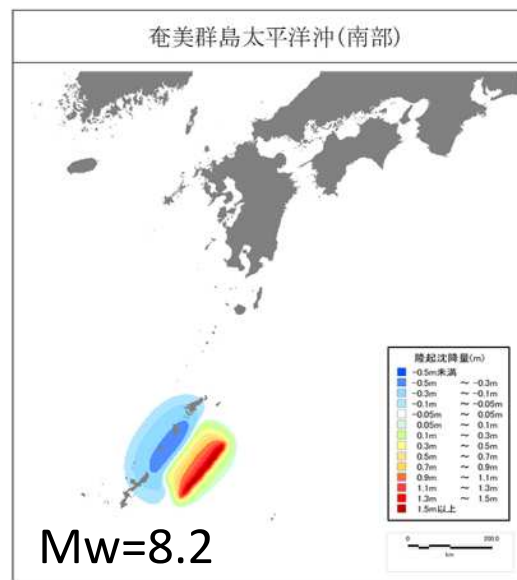 奄美群島太平洋沖(南部)
陸起沈降量(m)
-0.5m未満
-0.5m ～ -0.3m
-0.3m ～ -0.1m
-0.1m ～ -0.05m
-0.05m ～ 0.05m
0.05m ～ 0.1m
0.1m ～ 0.3m
0.3m ～ 0.5m
0.5m ～ 0.7m
0.7m ～ 0.9m
0.9m ～ 1.1m
1.1m ～ 1.3m
1.3m ～ 1.5m
1.5m以上
0 200.0
km
Mw=8.2